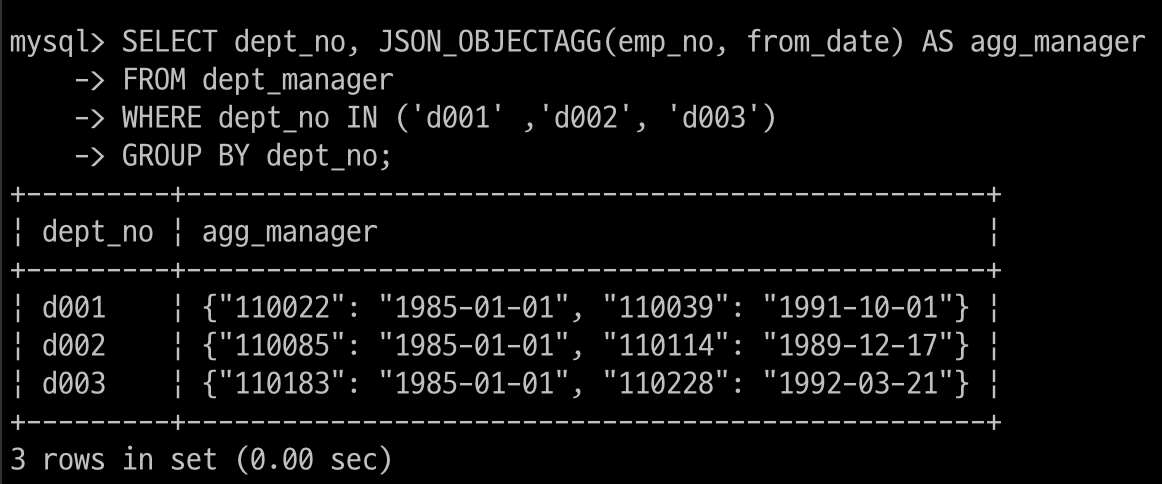 mysql> SELECT dept_no, JSON_OBJECTAGG(emp_no, from_date) AS agg_manager
    -> FROM dept_manager
    -> WHERE dept_no IN ('d001' ,'d002', 'd003')
    -> GROUP BY dept_no;
+---------+--------------------------------------------------+
¦ dept_no ¦ agg_manager                                      ¦
+---------+--------------------------------------------------+
¦ d001    ¦ {"110022": "1985-01-01", "110039": "1991-10-01"} ¦
¦ d002    ¦ {"110085": "1985-01-01", "110114": "1989-12-17"} ¦
¦ d003    ¦ {"110183": "1985-01-01", "110228": "1992-03-21"} ¦
+---------+--------------------------------------------------+
3 rows in set (0.00 sec)